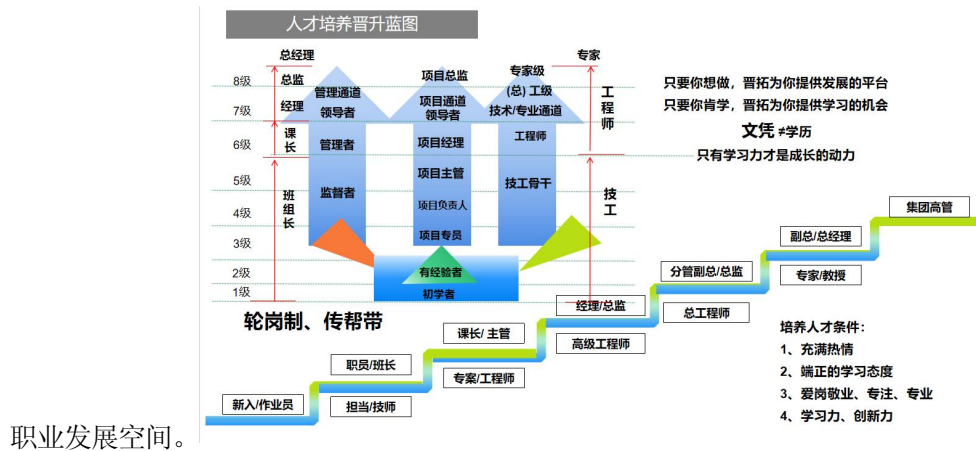 人才培养晋升蓝图
总经理
专家
8级
总监
管理通道
项目总监
专家级
(总) 工级
7级
经理
领导者
项目通道
领导者
技术/专业通道
工程师
6级
课长
管理者
项目经理
工程师
5级
监督者
项目主管
技工骨干
班组长
技工
4级
项目负责人
3级
项目专员
2级
有经验者
1级
初学者
只要你想做，晋拓为你提供发展的平台
只要你肯学，晋拓为你提供学习的机会
文凭 ≠学历
只有学习力才是成长的动力
轮岗制、传帮带
集团高管
副总/总经理
专家/教授
分管副总/总监
总工程师
经理/总监
高级工程师
课长/ 主管
专案/工程师
职员/班长
担当/技师
新入/作业员
培养人才条件：
1、充满热情
2、端正的学习态度
3、爱岗敬业、专注、专业
4、学习力、创新力
职业发展空间。